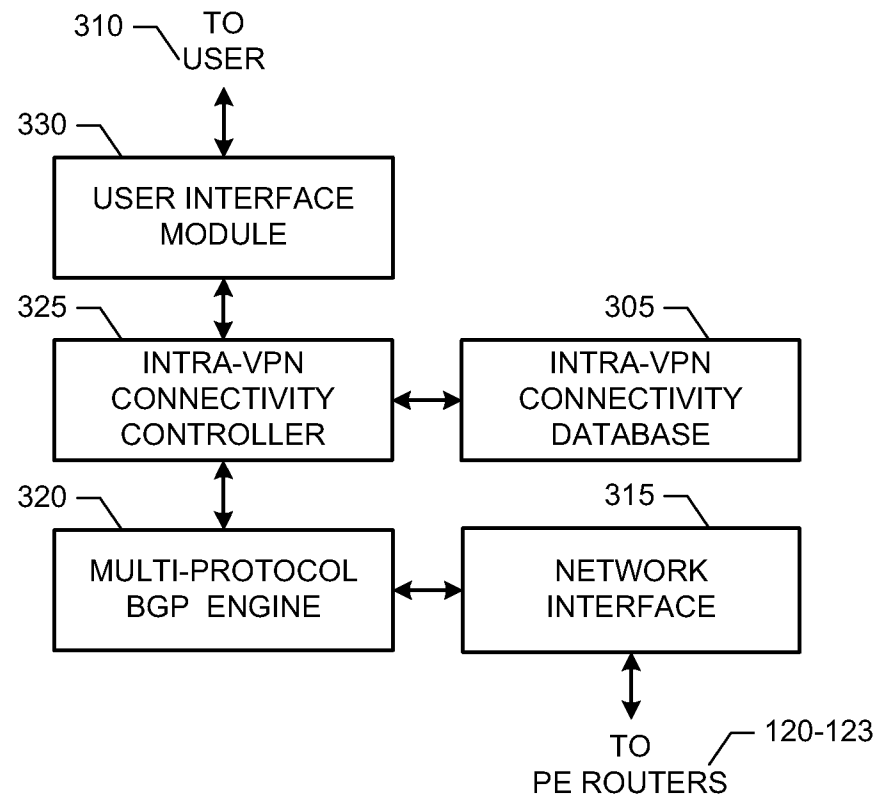 310
TO
USER
330
USER INTERFACE
MODULE
325
INTRA-VPN
CONNECTIVITY
CONTROLLER
305
INTRA-VPN
CONNECTIVITY
DATABASE
320
MULTI-PROTOCOL
BGP ENGINE
315
NETWORK
INTERFACE
TO
PE ROUTERS
120-123